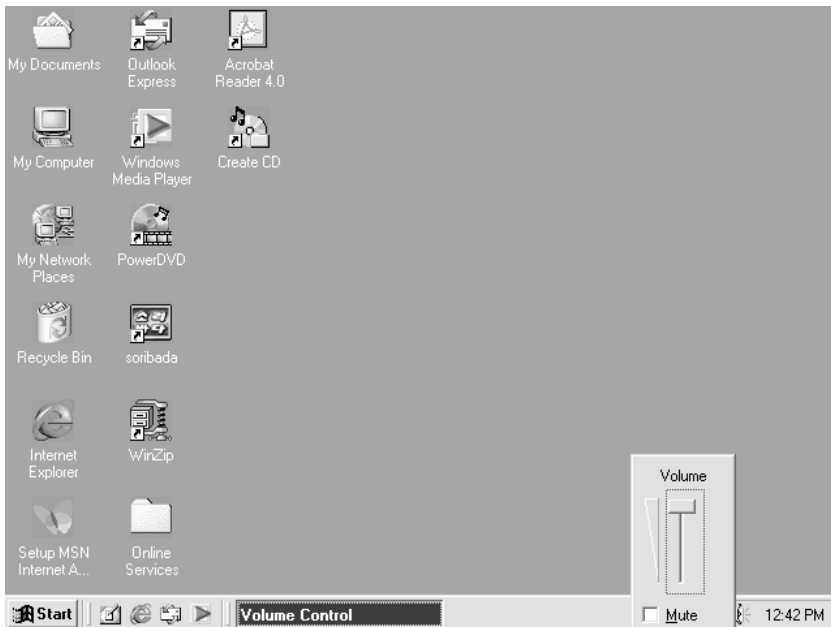 My Documents
Outlook
Express
Acrobat
Reader 4.0
My Computer
Windows
Media Player
Create CD
My Network
Places
PowerDVD
Recycle Bin
soribada
Internet
Explorer
WinZip
Setup MSN
Internet A...
Online
Services
Volume
Mute
Start
Volume Control
12:42 PM